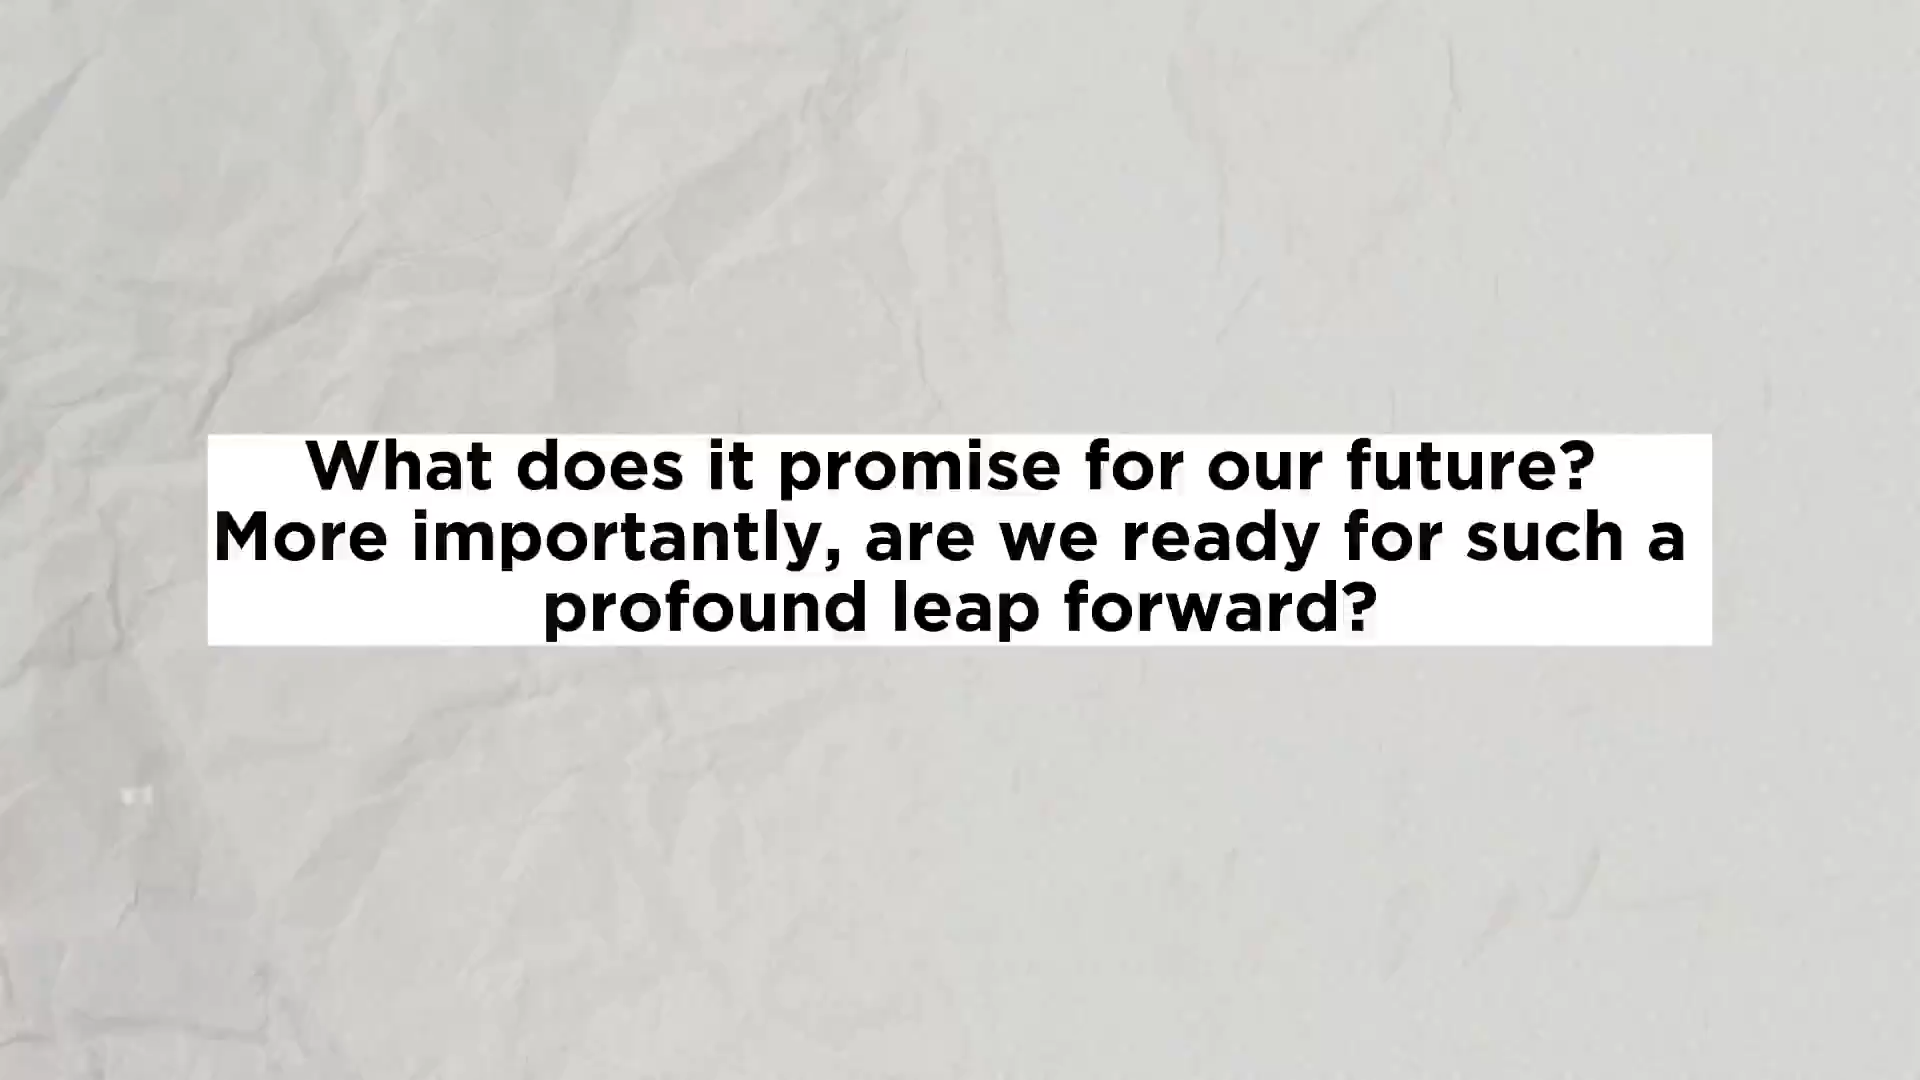 What does it promise for our future?
More importantly, are we ready for such a
profound leap forward?